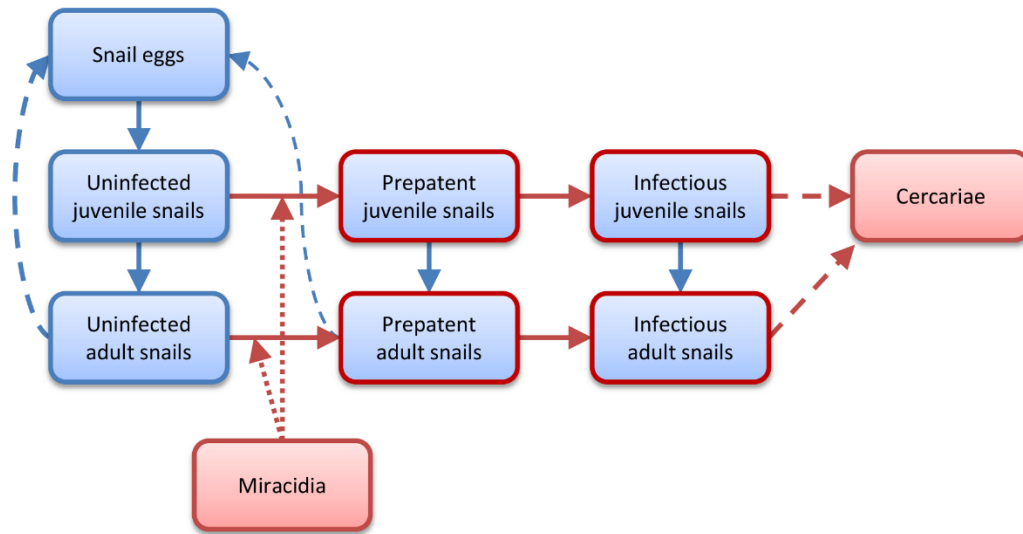 Snail eggs
Uninfected
juvenile snails
Prepatent
juvenile snails
Infectious
juvenile snails
Cercariae
Uninfected
adult snails
Prepatent
adult snails
Infectious
adult snails
Miracidia